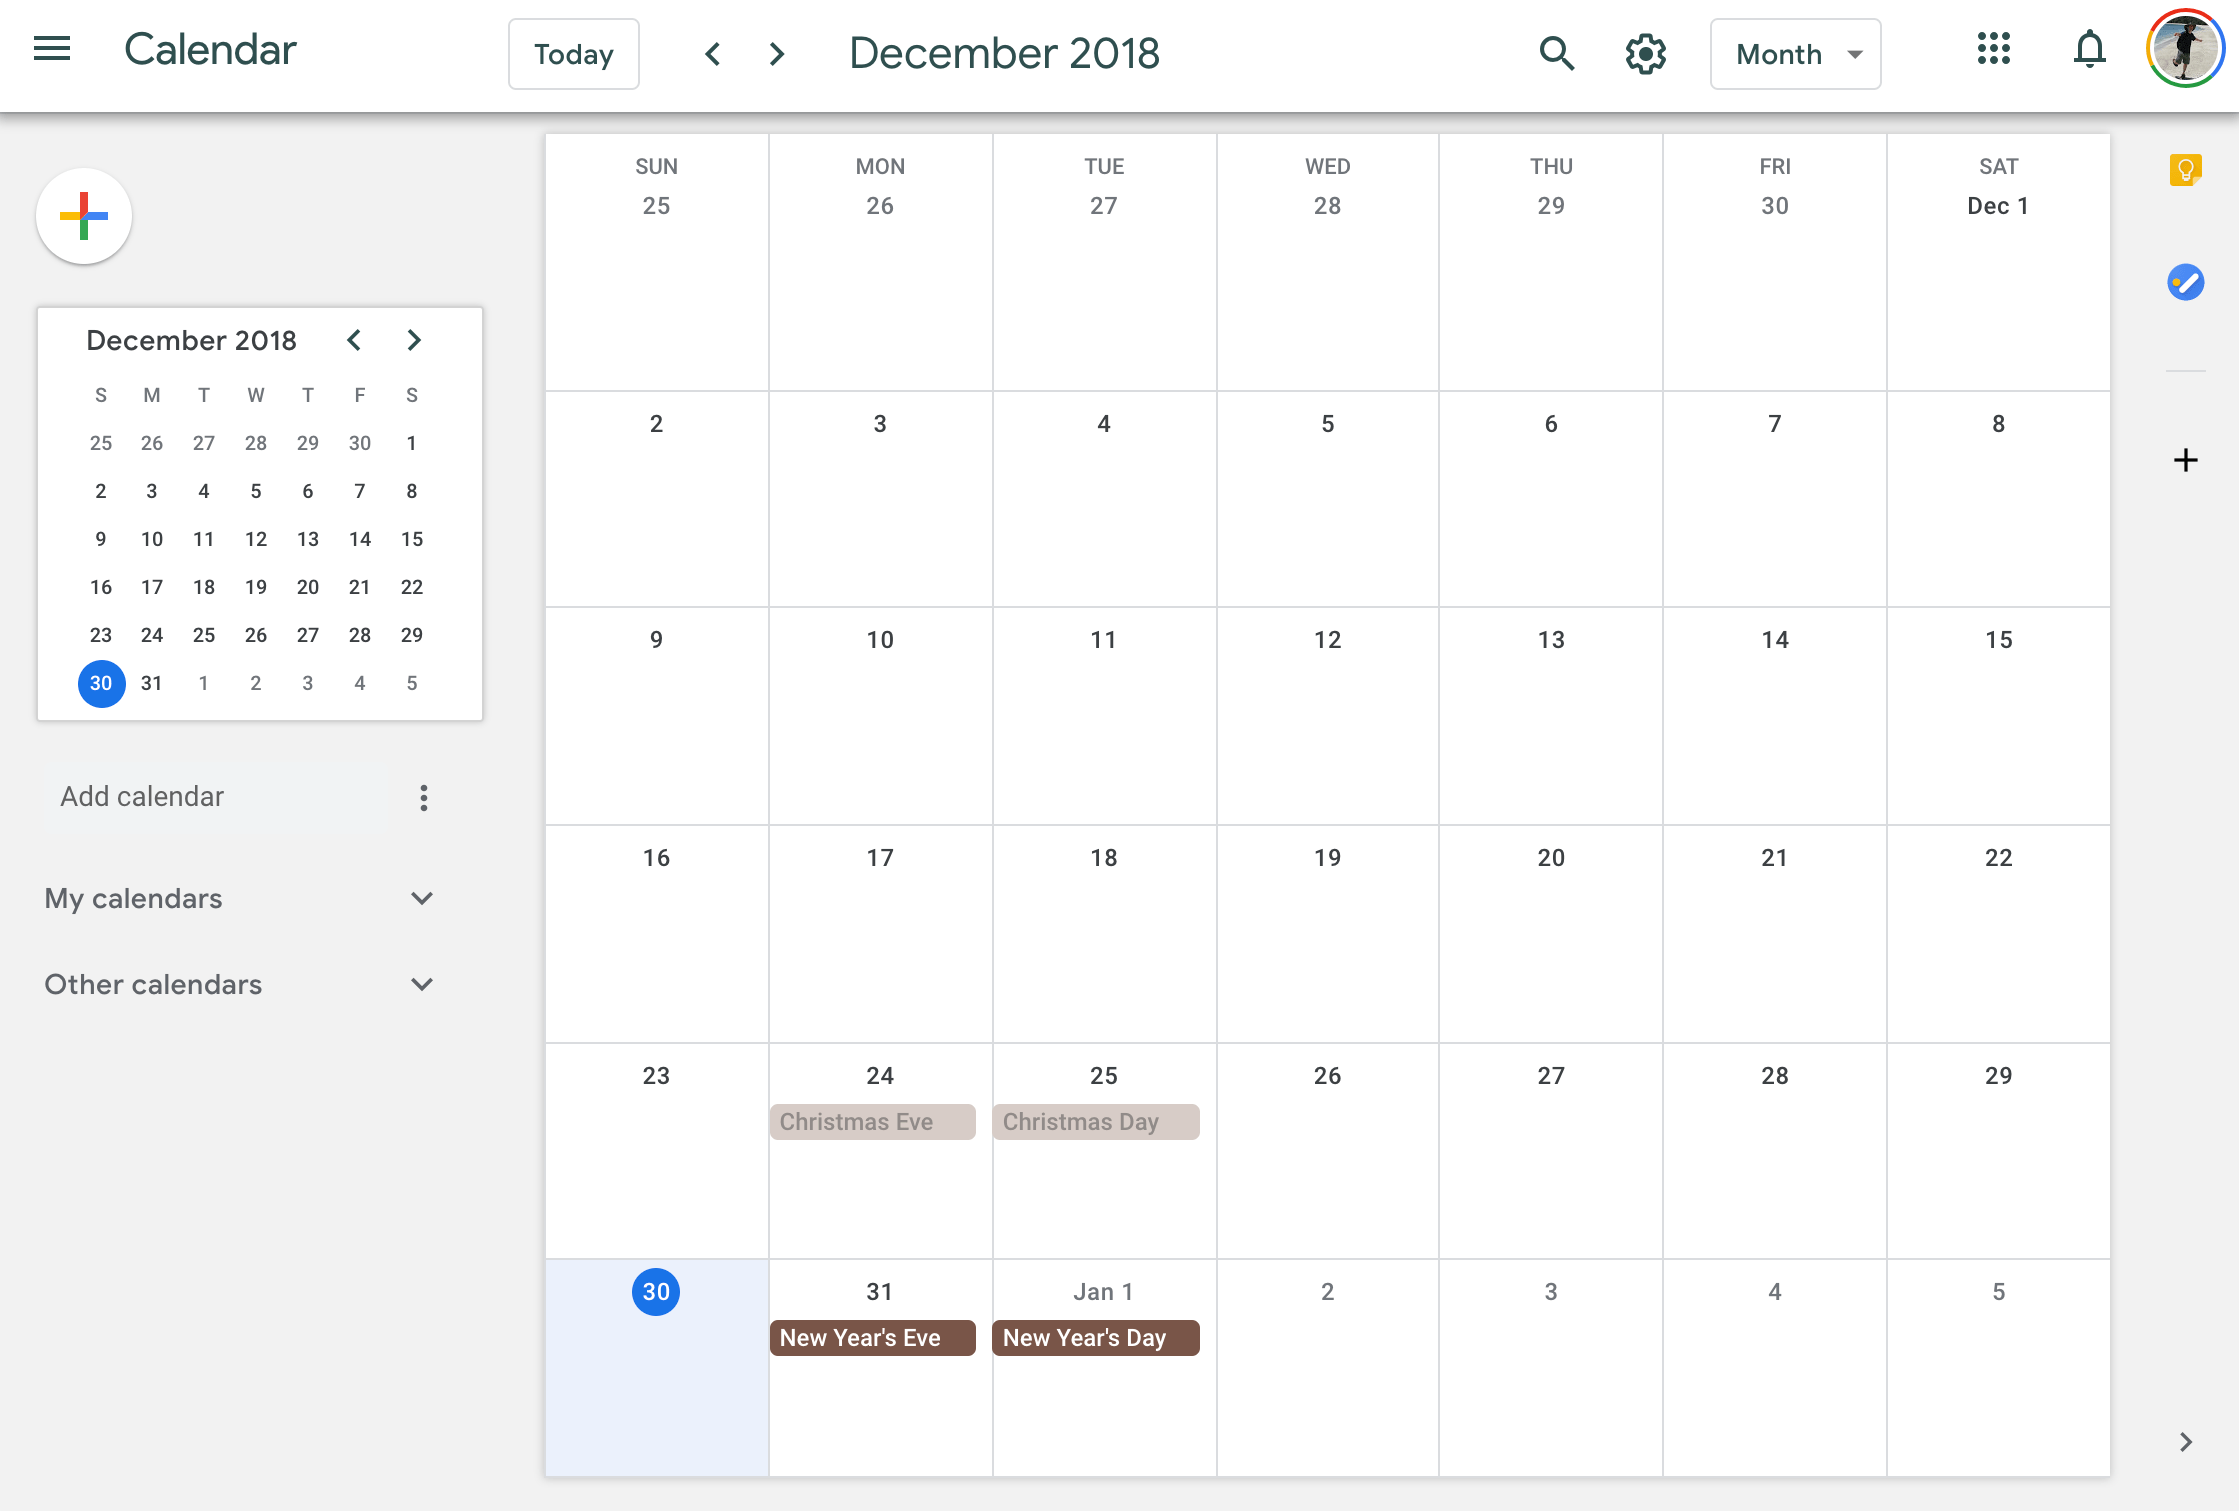 Calendar
Today
December 2018
Month
December 2018
S M T W T F S
25 26 27 28 29 30 1
2 3 4 5 6 7 8
9 10 11 12 13 14 15
16 17 18 19 20 21 22
23 24 25 26 27 28 29
30 31 1 2 3 4 5
Add calendar
My calendars
Other calendars
SUN MON TUE WED THU FRI SAT
25 26 27 28 29 30 Dec 1
2 3 4 5 6 7 8
9 10 11 12 13 14 15
16 17 18 19 20 21 22
23 24 25 26 27 28 29
Christmas Eve Christmas Day
30 31 Jan 1 2 3 4 5
New Year's Eve New Year's Day